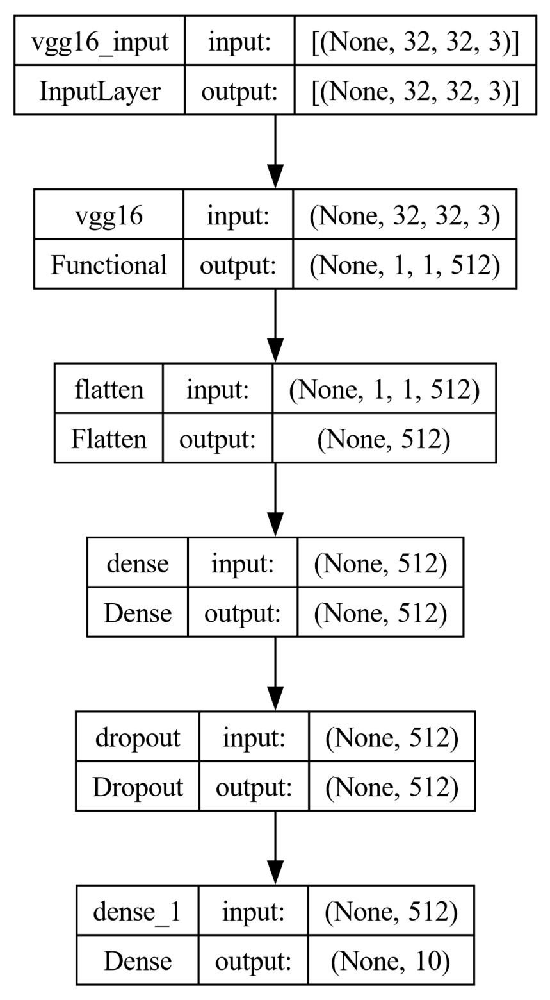 vgg16_input input: [(None, 32, 32, 3)]
InputLayer output: [(None, 32, 32, 3)]
vgg16 input: (None, 32, 32, 3)
Functional output: (None, 1, 1, 512)
flatten input: (None, 1, 1, 512)
Flatten output: (None, 512)
dense input: (None, 512)
Dense output: (None, 512)
dropout input: (None, 512)
Dropout output: (None, 512)
dense_1 input: (None, 512)
Dense output: (None, 10)